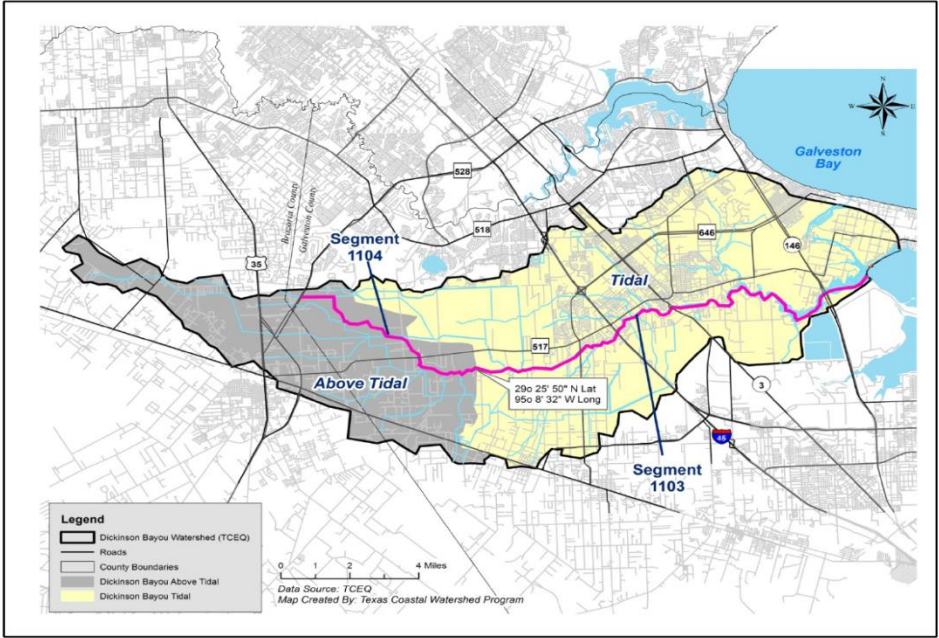 N
W
E
S
Galveston
Bay
528
Brazoria County
Galveston County
518
Segment
1104
646
146
35
Tidal
517
Above Tidal
29o 25' 50" N Lat
95o 8' 32" W Long
3
45
Segment
1103
Legend
Dickinson Bayou Watershed (TCEQ)
Roads
County Boundaries
Dickinson Bayou Above Tidal
Dickinson Bayou Tidal
0 2 4 Miles
Data Source: TCEQ
Map Created By: Texas Coastal Watershed Program